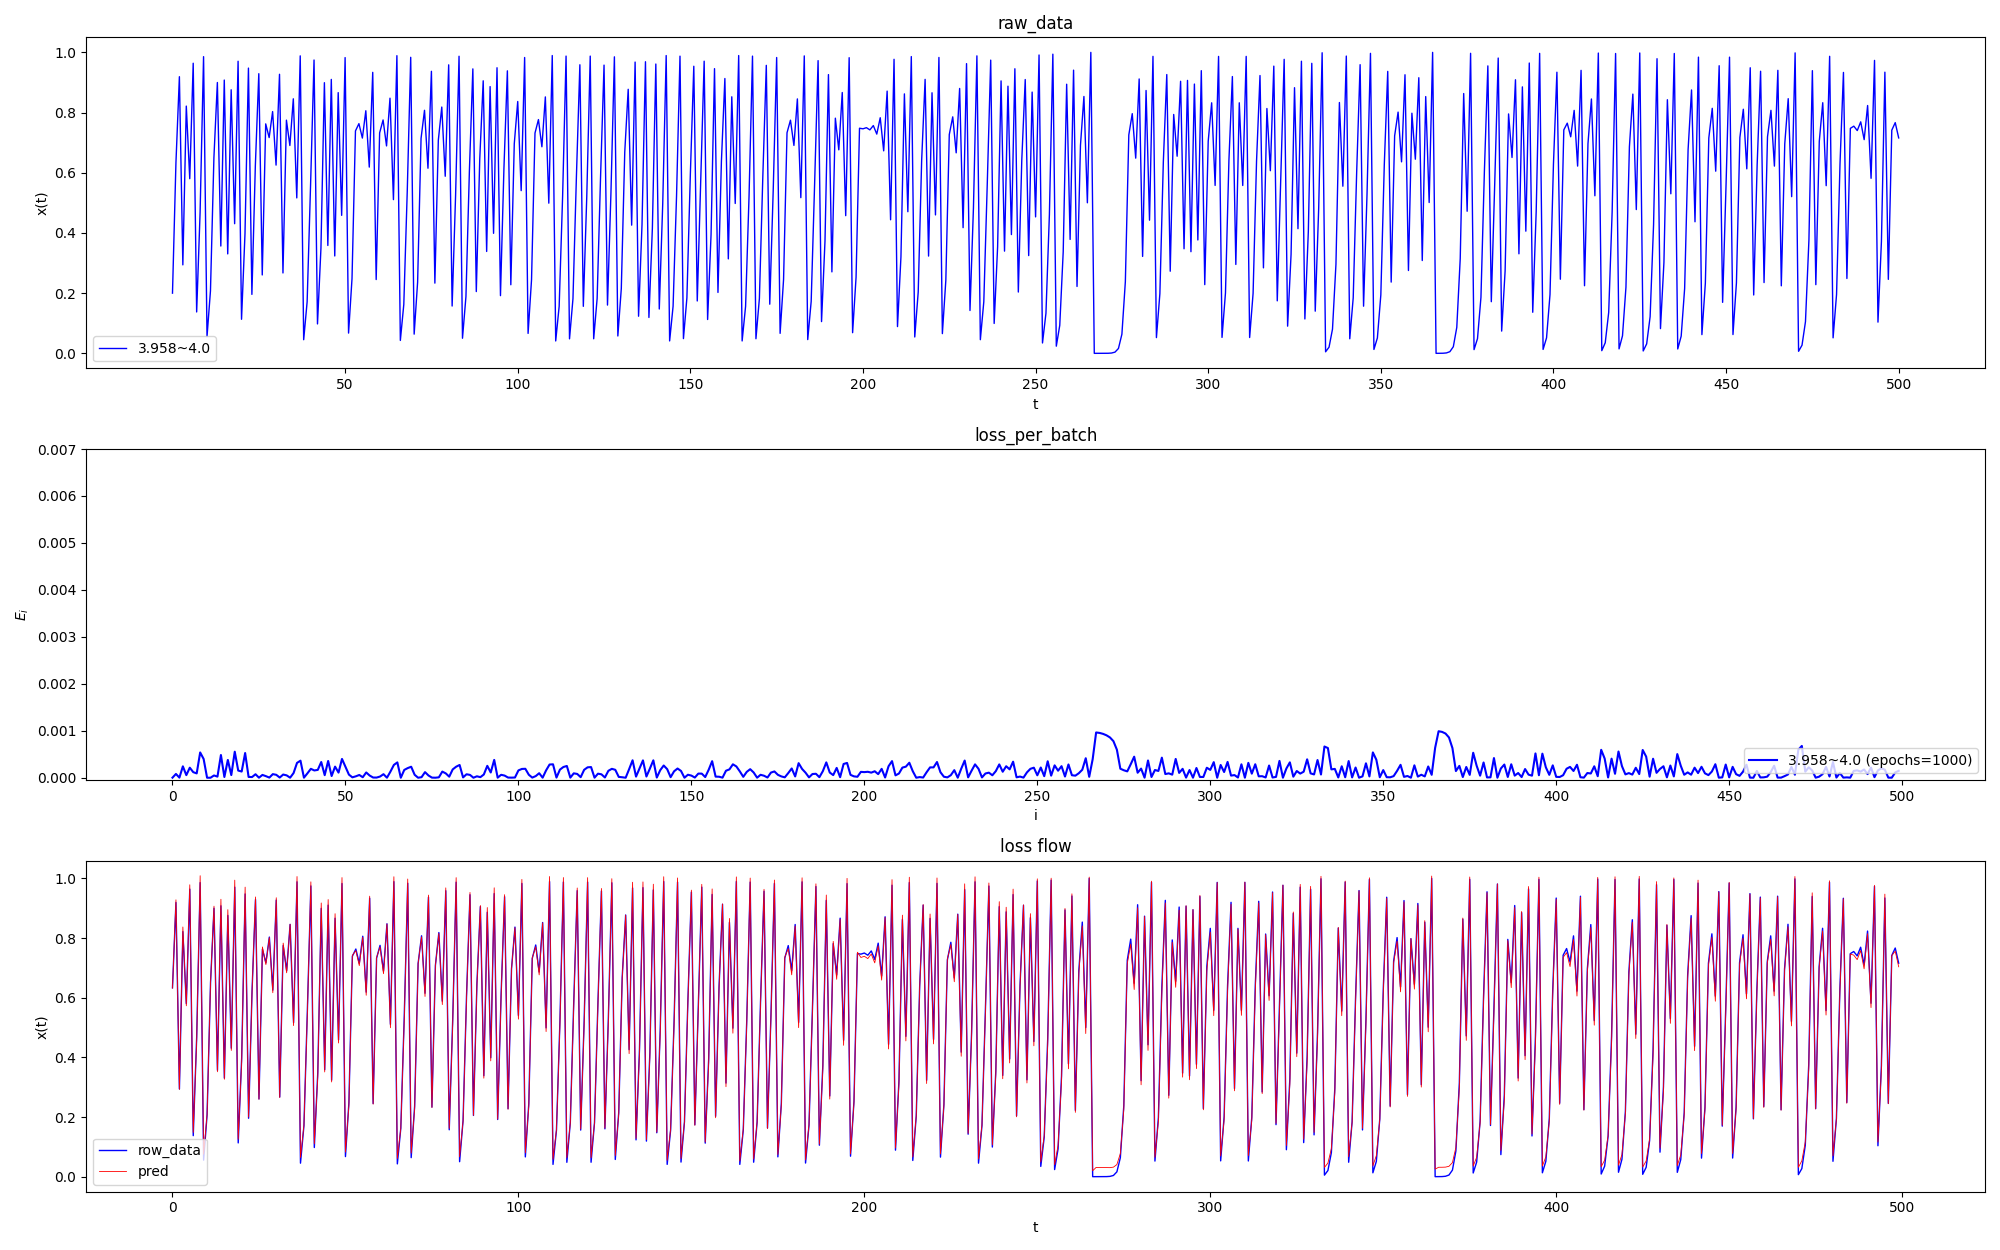 raw_data
1.0
0.8
0.6
0.4
0.2
0.0
x(t)
3.958~4.0
50 100 150 200 250 300 350 400 450 500
t
loss_per_batch
0.007
0.006
0.005
0.004
0.003
0.002
0.001
0.000
E_i
3.958~4.0 (epochs=1000)
0 50 100 150 200 250 300 350 400 450 500
i
loss flow
1.0
0.8
0.6
0.4
0.2
0.0
x(t)
row_data
pred
0 100 200 300 400 500
t